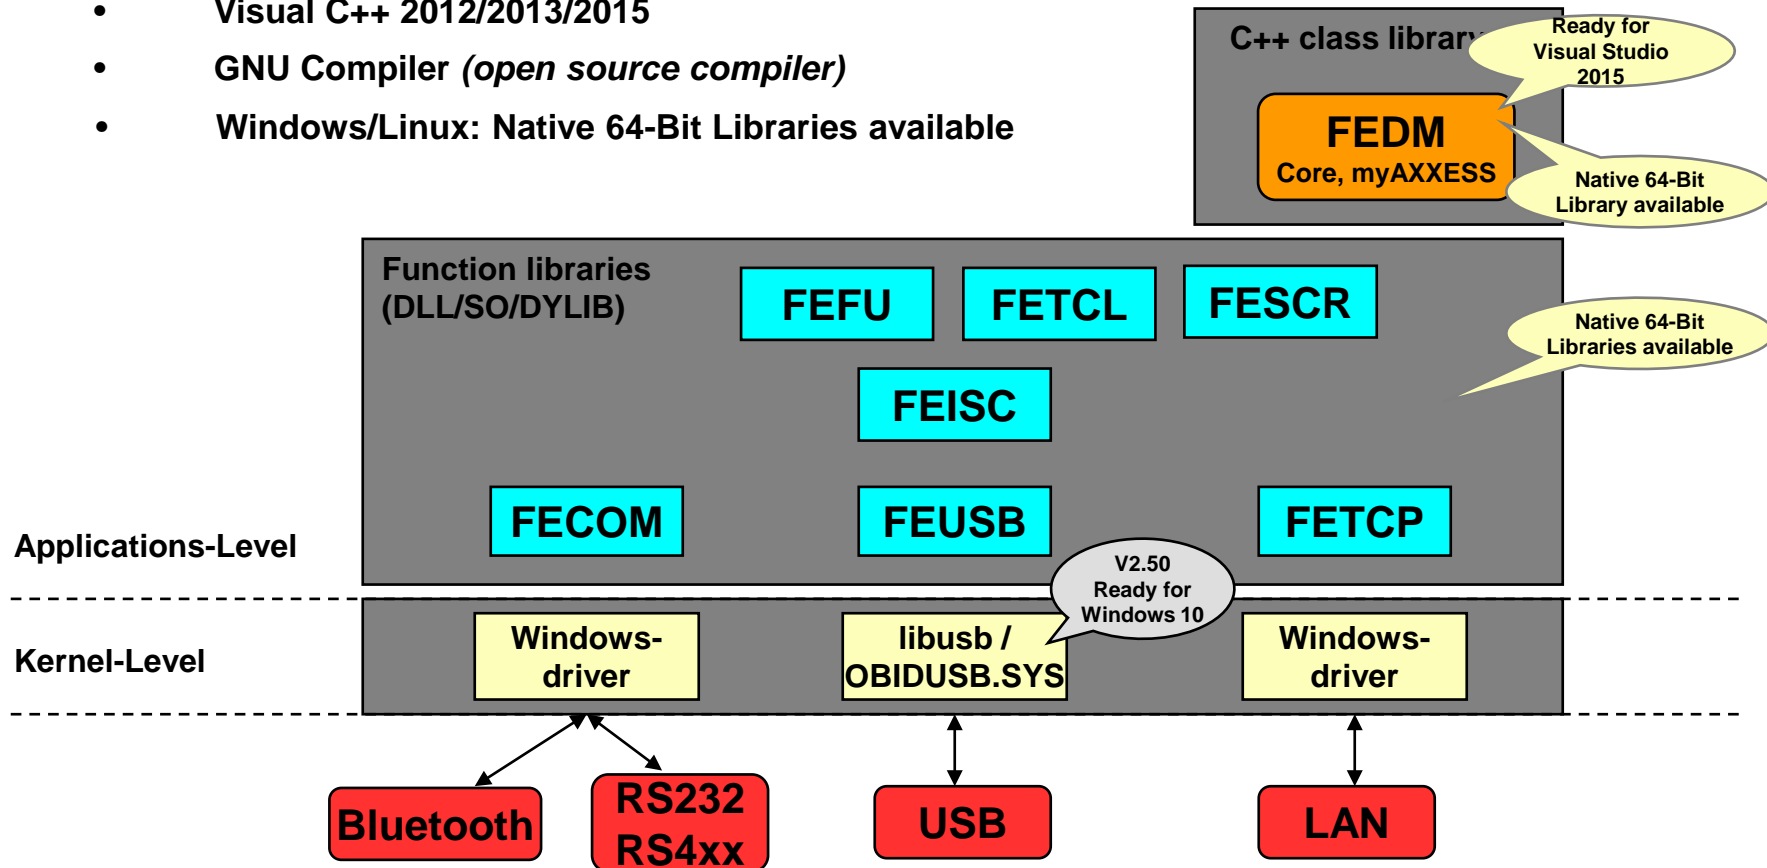 • Visual C++ 2012/2013/2015
• GNU Compiler (open source compiler)
• Windows/Linux: Native 64-Bit Libraries available
C++ class library
Ready for
Visual Studio
2015
FEDM
Core, myAXXESS
Native 64-Bit
Library available
Function libraries
(DLL/SO/DYLIB)
FEFU
FETCL
FESCR
Native 64-Bit
Libraries available
FEISC
FECOM
FEUSB
FETCP
Applications-Level
V2.50
Ready for
Windows 10
Kernel-Level
Windows-
driver
libusb /
OBIDUSB.SYS
Windows-
driver
Bluetooth
RS232
RS4xx
USB
LAN